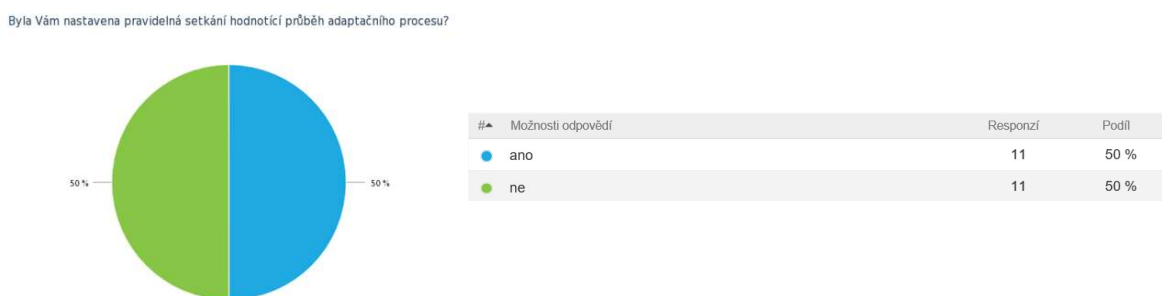 Byla Vám nastavena pravidelná setkání hodnotící průběh adaptačního procesu?
50 %
50 %
# Možnosti odpovědí Responzí Podíl
ano 11 50 %
ne 11 50 %